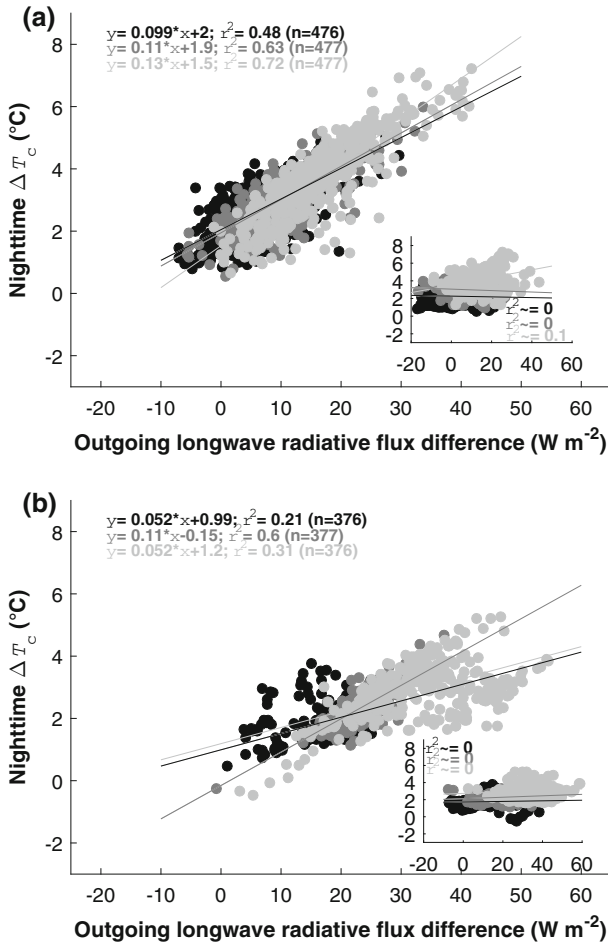 (a)
y= 0.099*x+2; r²= 0.48 (n=476)
y= 0.11*x+1.9; r²= 0.63 (n=477)
y= 0.13*x+1.5; r²= 0.72 (n=477)
8
6
4
2
0
-2
Nighttime ΔT_c (°C)
8
6
4
2
0
-2
r²~= 0
r²~= 0
r²~= 0.1
-20 0 20 40 60
-20 -10 0 10 20 30 40 50 60
Outgoing longwave radiative flux difference (W m⁻²)
(b)
y= 0.052*x+0.99; r²= 0.21 (n=376)
y= 0.11*x-0.15; r²= 0.6 (n=377)
y= 0.052*x+1.2; r²= 0.31 (n=376)
8
6
4
2
0
-2
Nighttime ΔT_c (°C)
r²~= 0
r²~= 0
r²~= 0
8
6
4
2
0
-2
-20 0 20 40 60
-20 -10 0 10 20 30 40 50 60
Outgoing longwave radiative flux difference (W m⁻²)